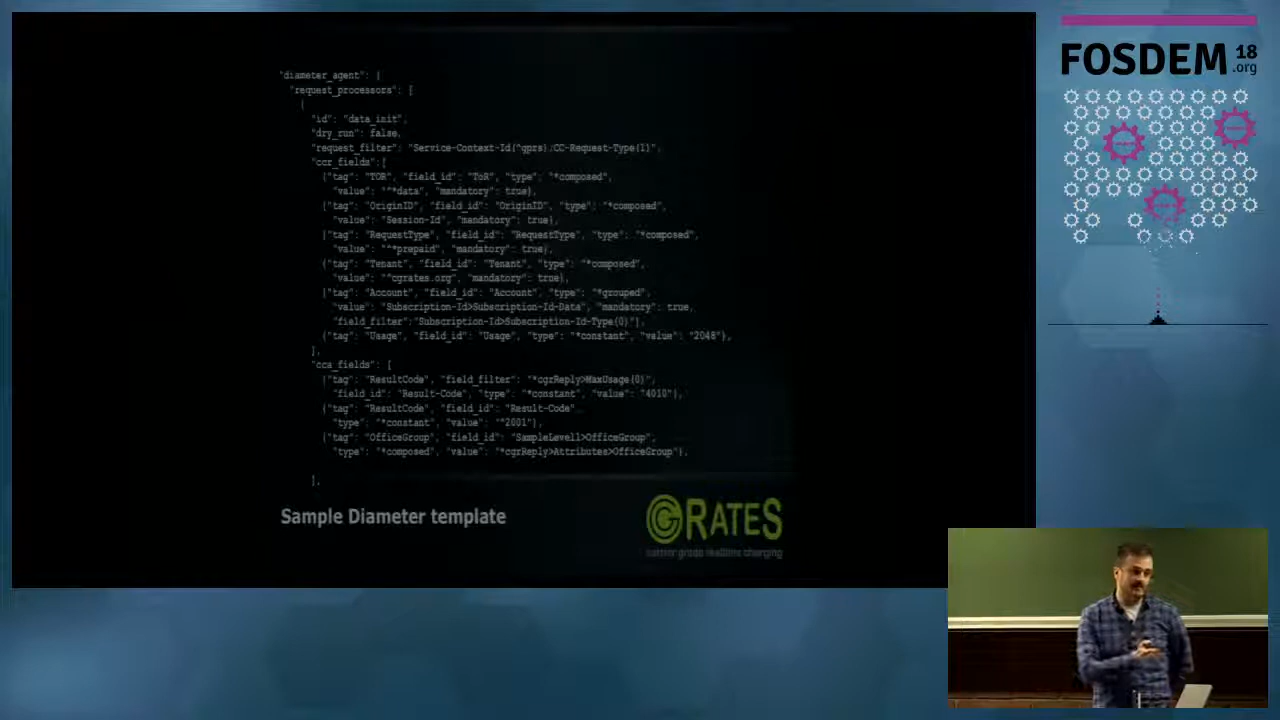 "diameter_agent": {
"request_processors": [
{
"id": "data_init",
"dry_run": false,
"request_filter": "Service-Context-Id(^gprs);CC-Request-Type(1)",
"ccr_fields":[
{"tag": "TOR", "field_id": "ToR", "type": "*composed",
"value": "^*data", "mandatory": true},
{"tag": "OriginID", "field_id": "OriginID", "type": "*composed",
"value": "Session-Id", "mandatory": true},
{"tag": "RequestType", "field_id": "RequestType", "type": "*composed",
"value": "^*prepaid", "mandatory": true},
{"tag": "Tenant", "field_id": "Tenant", "type": "*composed",
"value": "^cgrates.org", "mandatory": true},
{"tag": "Account", "field_id": "Account", "type": "*grouped",
"value": "Subscription-Id>Subscription-Id-Data", "mandatory": true,
"field_filter":"Subscription-Id>Subscription-Id-Type(0)"},
{"tag": "Usage", "field_id": "Usage", "type": "*constant", "value": "2048"},
],
"cca_fields": [
{"tag": "ResultCode", "field_filter": "*cgrReply>MaxUsage(0)",
"field_id": "Result-Code", "type": "*constant", "value": "4010"},
{"tag": "ResultCode", "field_id": "Result-Code",
"type": "*constant", "value": "^2001"},
{"tag": "OfficeGroup", "field_id": "SampleLevel1>OfficeGroup",
"type": "*composed", "value": "*cgrReply>Attributes>OfficeGroup"},
],
Sample Diameter template
CGRATES
carrier grade realtime charging
FOSDEM 18
.org